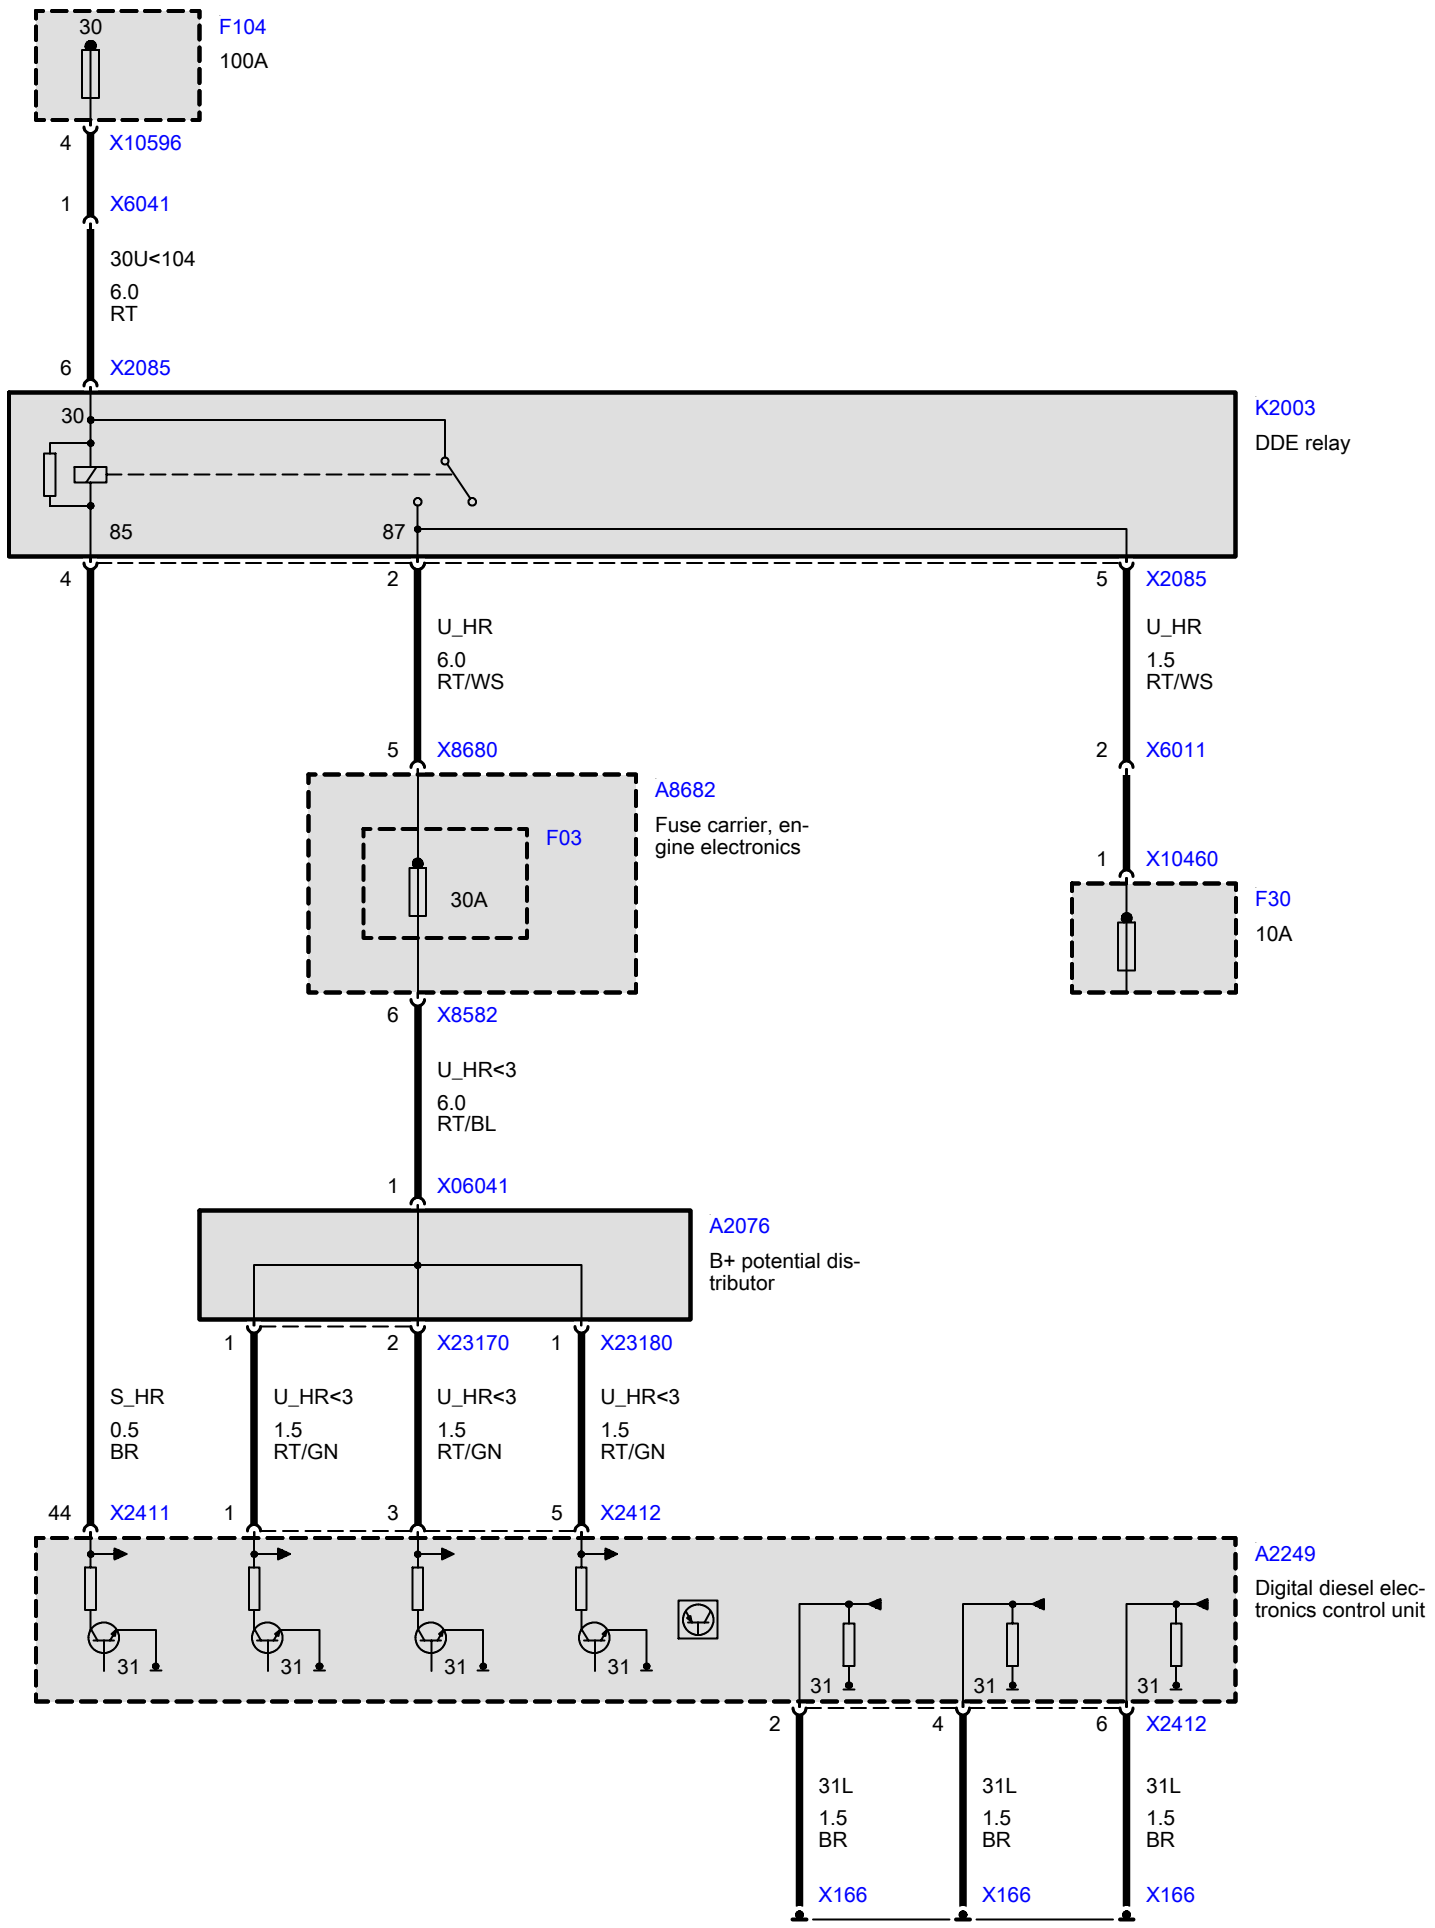 30
F104
100A
4 X10596
1 X6041
30U<104
6.0
RT
6 X2085
30
K2003
DDE relay
85
87
4
2
5 X2085
U_HR
6.0
RT/WS
U_HR
1.5
RT/WS
5 X8680
2 X6011
A8682
Fuse carrier, en-
gine electronics
F03
30A
1 X10460
F30
10A
6 X8582
U_HR<3
6.0
RT/BL
1 X06041
A2076
B+ potential dis-
tributor
1
2 X23170
1 X23180
S_HR
0.5
BR
U_HR<3
1.5
RT/GN
U_HR<3
1.5
RT/GN
U_HR<3
1.5
RT/GN
44 X2411
1
3
5 X2412
A2249
Digital diesel elec-
tronics control unit
31
31
31
31
31
31
31
2
4
6 X2412
31L
1.5
BR
31L
1.5
BR
31L
1.5
BR
X166
X166
X166